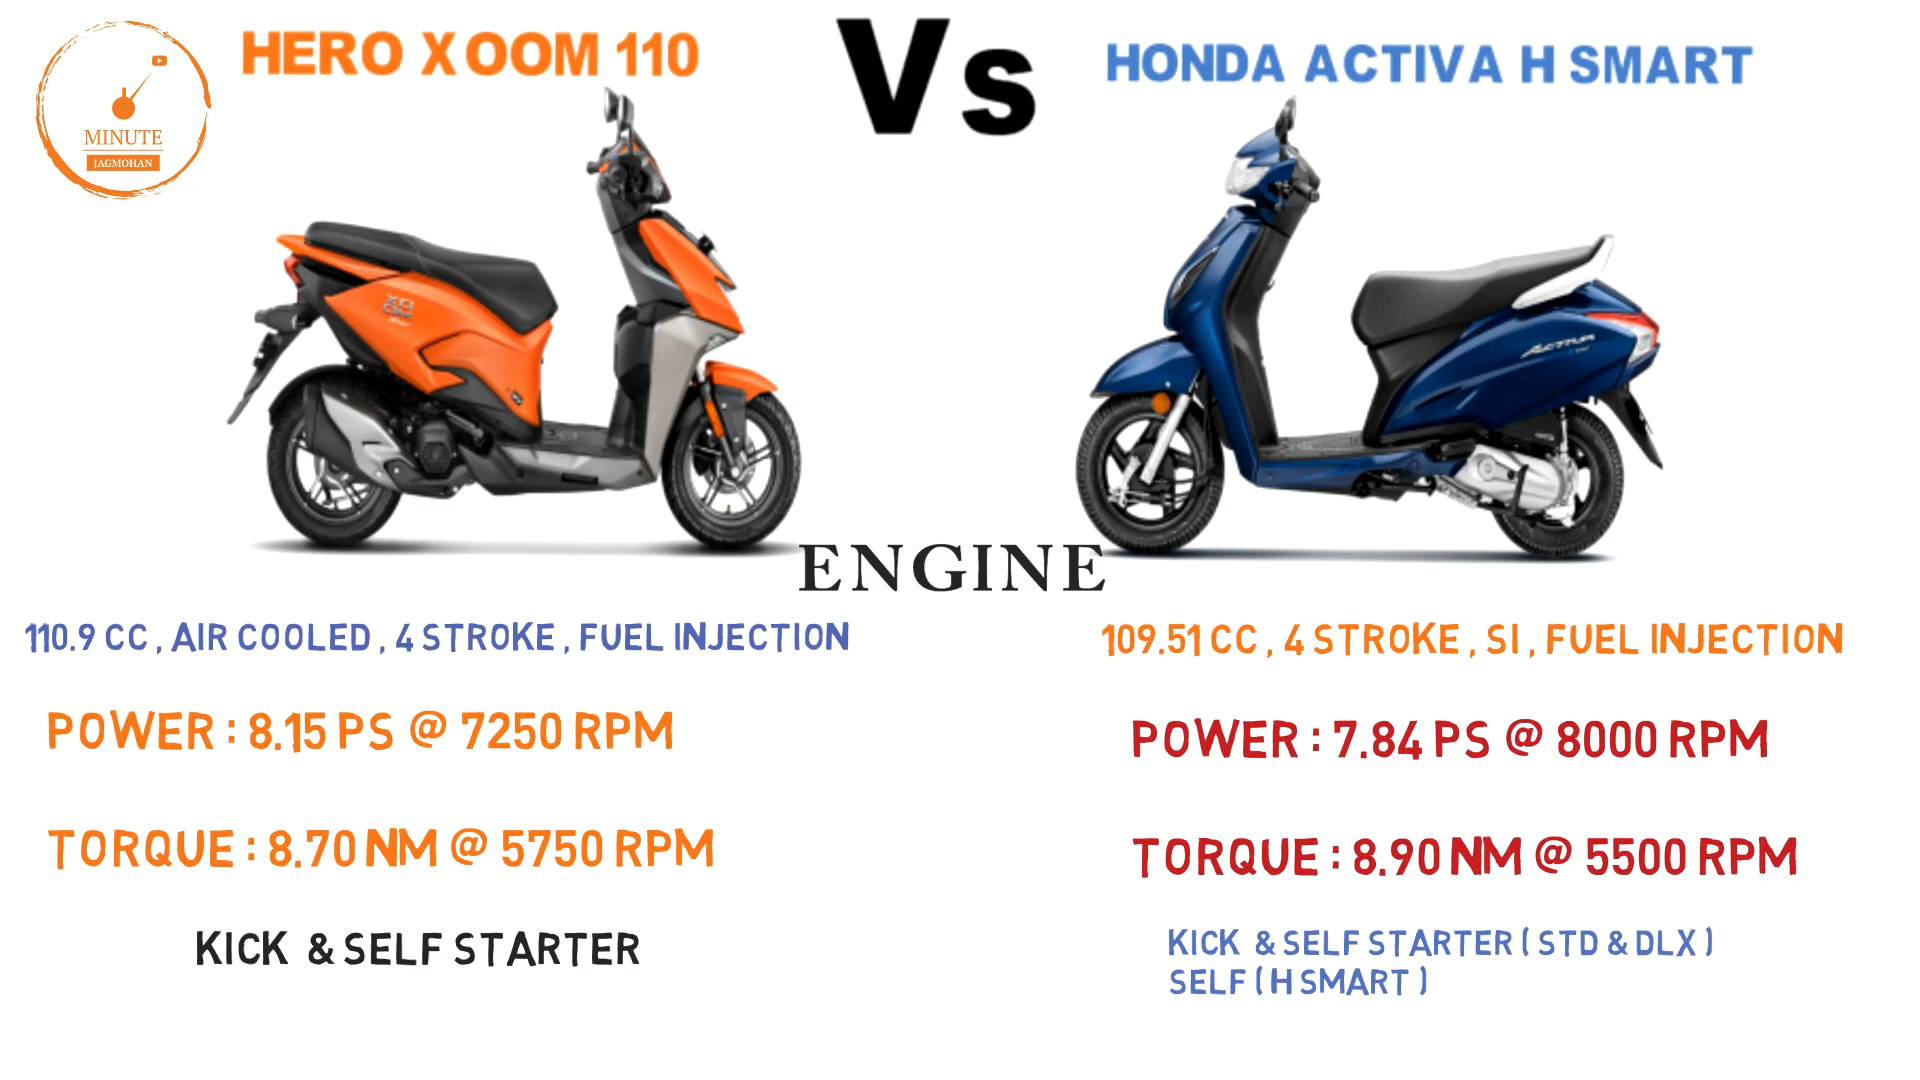 HERO XOOM 110
Vs
HONDA ACTIVA H SMART
MINUTE
JAGMOHAN
XOOM
ACTIVA
ENGINE
110.9 CC , AIR COOLED , 4 STROKE , FUEL INJECTION
109.51 CC , 4 STROKE , SI , FUEL INJECTION
POWER : 8.15 PS @ 7250 RPM
POWER : 7.84 PS @ 8000 RPM
TORQUE : 8.70 NM @ 5750 RPM
TORQUE : 8.90 NM @ 5500 RPM
KICK & SELF STARTER
KICK & SELF STARTER ( STD & DLX )
SELF ( H SMART )